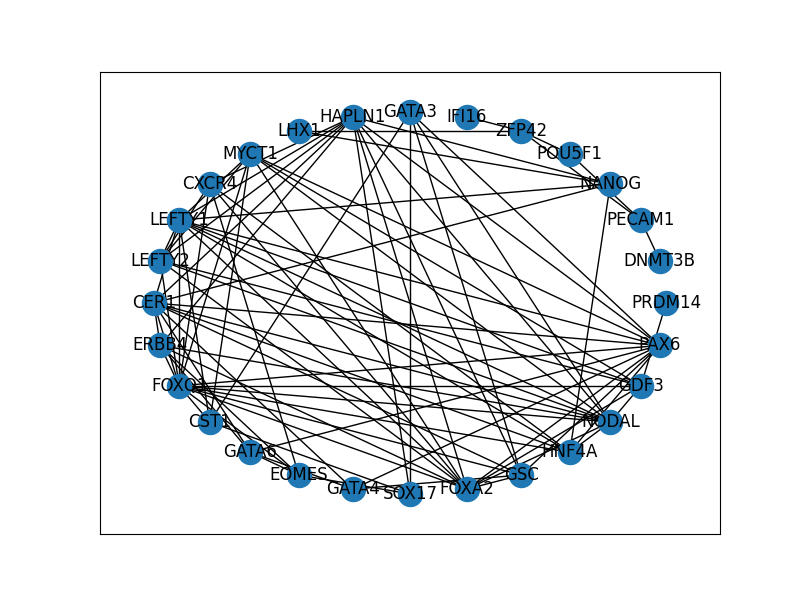 GATA3
HAPLN1
IFI16
LHX1
ZFP42
MYCT1
POU5F1
CXCR4
NANOG
LEFTY1
PECAM1
LEFTY2
DNMT3B
CER1
PRDM14
ERBB4
PAX6
FOXQ1
GDF3
CST1
NODAL
GATA6
HNF4A
EOMES
GSC
GATA4
SOX17
FOXA2